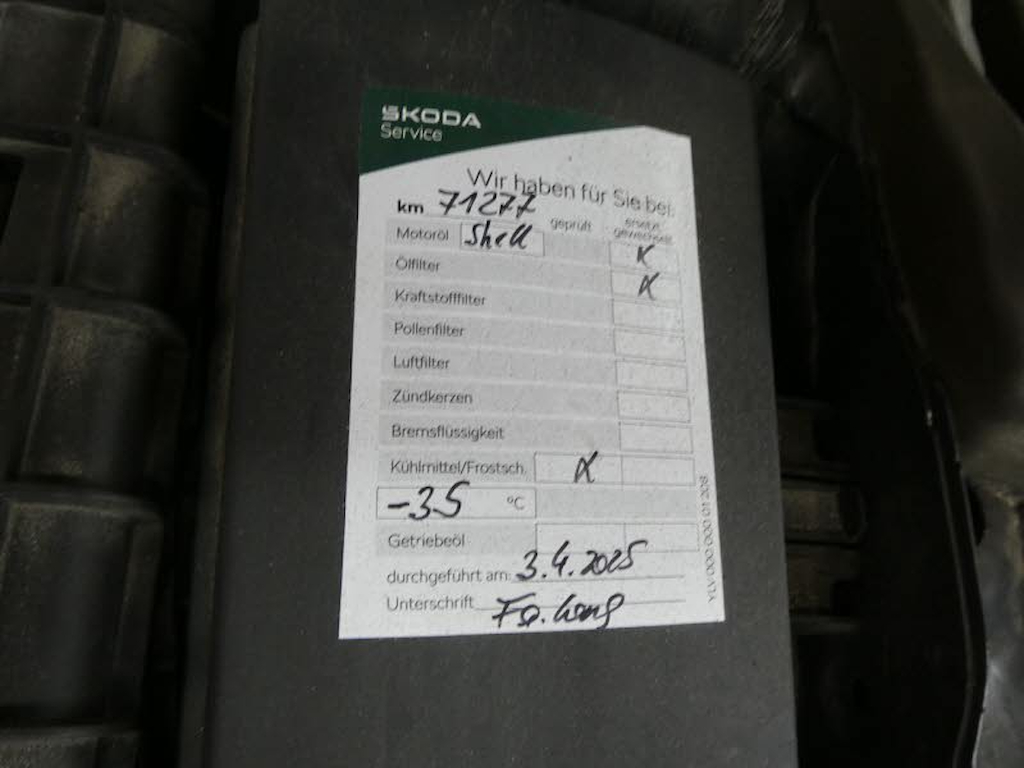 ŠKODA
Service
Wir haben für Sie bei:
km 71277
geprüft ersetzt gewechselt
Motoröl Shell X
Ölfilter X
Kraftstofffilter
Pollenfilter
Luftfilter
Zündkerzen
Bremsflüssigkeit
Kühlmittel/Frostsch. X
-35 °C
Getriebeöl
durchgeführt am: 3.4.2025
Unterschrift Fa.